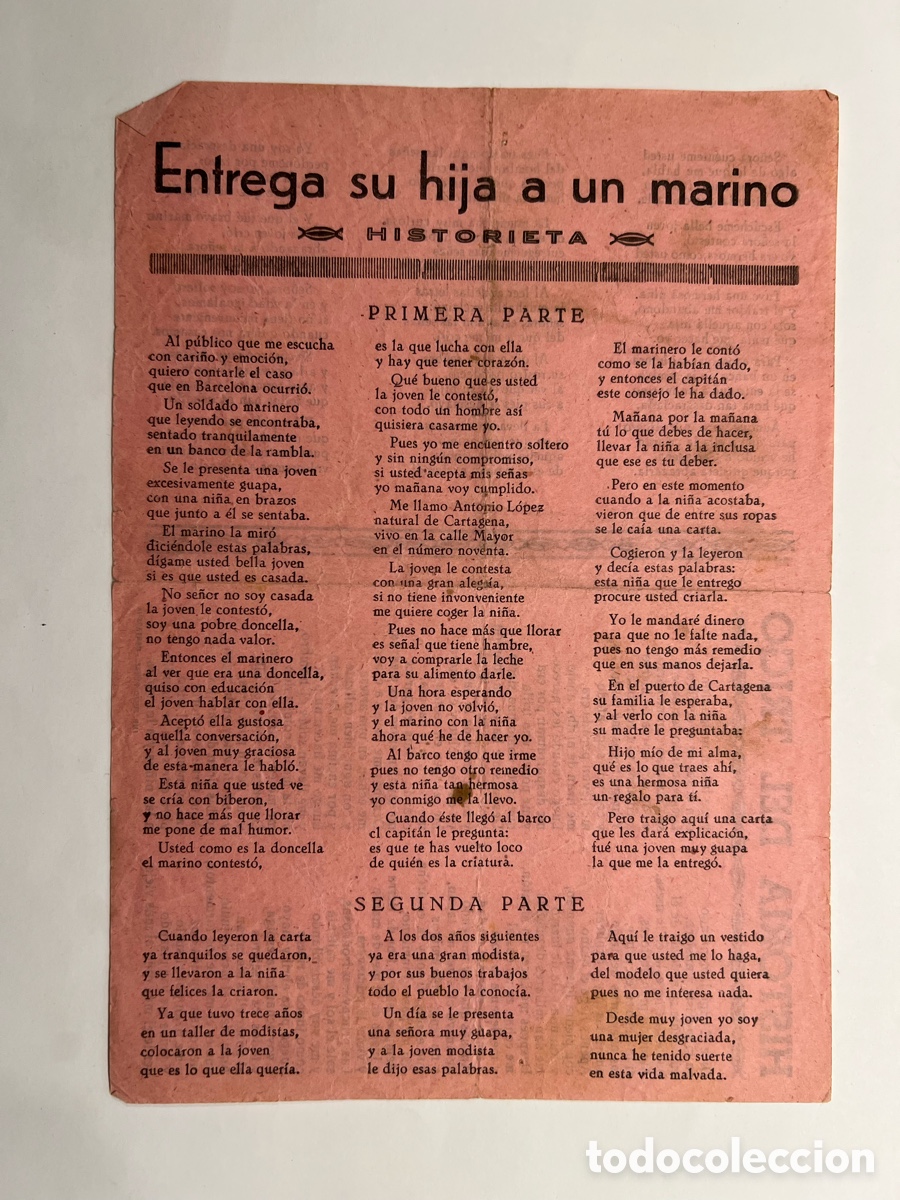 Entrega su hija a un marino
HISTORIETA
PRIMERA PARTE
Al público que me escucha
con cariño y emoción,
quiero contarle el caso
que en Barcelona ocurrió.
Un soldado marinero
que leyendo se encontraba,
sentado tranquilamente
en un banco de la rambla.
Se le presenta una joven
excesivamente guapa,
con una niña en brazos
que junto a él se sentaba.
El marino la miró
diciéndole estas palabras,
dígame usted bella joven
si es que usted es casada.
No señor no soy casada
la joven le contestó,
soy una pobre doncella,
no tengo nada valor.
Entonces el marinero
al ver que era una doncella,
quiso con educación
el joven hablar con ella.
Aceptó ella gustosa
aquella conversación,
y al joven muy graciosa
de esta manera le habló.
Esta niña que usted ve
se cría con biberon,
y no hace más que llorar
me pone de mal humor.
Usted como es la doncella
el marino contestó,
es la que lucha con ella
y hay que tener corazón.
Qué bueno que es usted
la joven le contestó,
con todo un hombre así
quisiera casarme yo.
Pues yo me encuentro soltero
y sin ningún compromiso,
si usted acepta mis señas
yo mañana voy cumplido.
Me llamo Antonio López
natural de Cartagena,
vivo en la calle Mayor
en el número noventa.
La joven le contesta
con una gran alegría,
si no tiene invonveniente
me quiere coger la niña.
Pues no hace más que llorar
es señal que tiene hambre,
voy a comprarle la leche
para su alimento darle.
Una hora esperando
y la joven no volvió,
y el marino con la niña
ahora qué he de hacer yo.
Al barco tengo que irme
pues no tengo otro remedio
y esta niña tan hermosa
yo conmigo me la llevo.
Cuando éste llegó al barco
el capitán le pregunta:
es que te has vuelto loco
de quién es la criatura.
El marinero le contó
como se la habían dado,
y entonces el capitán
este consejo le ha dado.
Mañana por la mañana
tú lo que debes de hacer,
llevar la niña a la inclusa
que ese es tu deber.
Pero en este momento
cuando a la niña acostaba,
vieron que de entre sus ropas
se le caía una carta.
Cogieron y la leyeron
y decía estas palabras:
esta niña que le entrego
procure usted criarla.
Yo le mandaré dinero
para que no le falte nada,
pues no tengo más remedio
que en sus manos dejarla.
En el puerto de Cartagena
su familia le esperaba,
y al verlo con la niña
su madre le preguntaba:
Hijo mío de mi alma,
qué es lo que traes ahí,
es una hermosa niña
un regalo para tí.
Pero traigo aquí una carta
que les dará explicación,
fué una joven muy guapa
la que me la entregó.
SEGUNDA PARTE
Cuando leyeron la carta
ya tranquilos se quedaron,
y se llevaron a la niña
que felices la criaron.
Ya que tuvo trece años
en un taller de modistas,
colocaron a la joven
que es lo que ella quería.
A los dos años siguientes
ya era una gran modista,
y por sus buenos trabajos
todo el pueblo la conocía.
Un día se le presenta
una señora muy guapa,
y a la joven modista
le dijo esas palabras.
Aquí le traigo un vestido
para que usted me lo haga,
del modelo que usted quiera
pues no me interesa nada.
Desde muy joven yo soy
una mujer desgraciada,
nunca he tenido suerte
en esta vida malvada.
todocoleccion